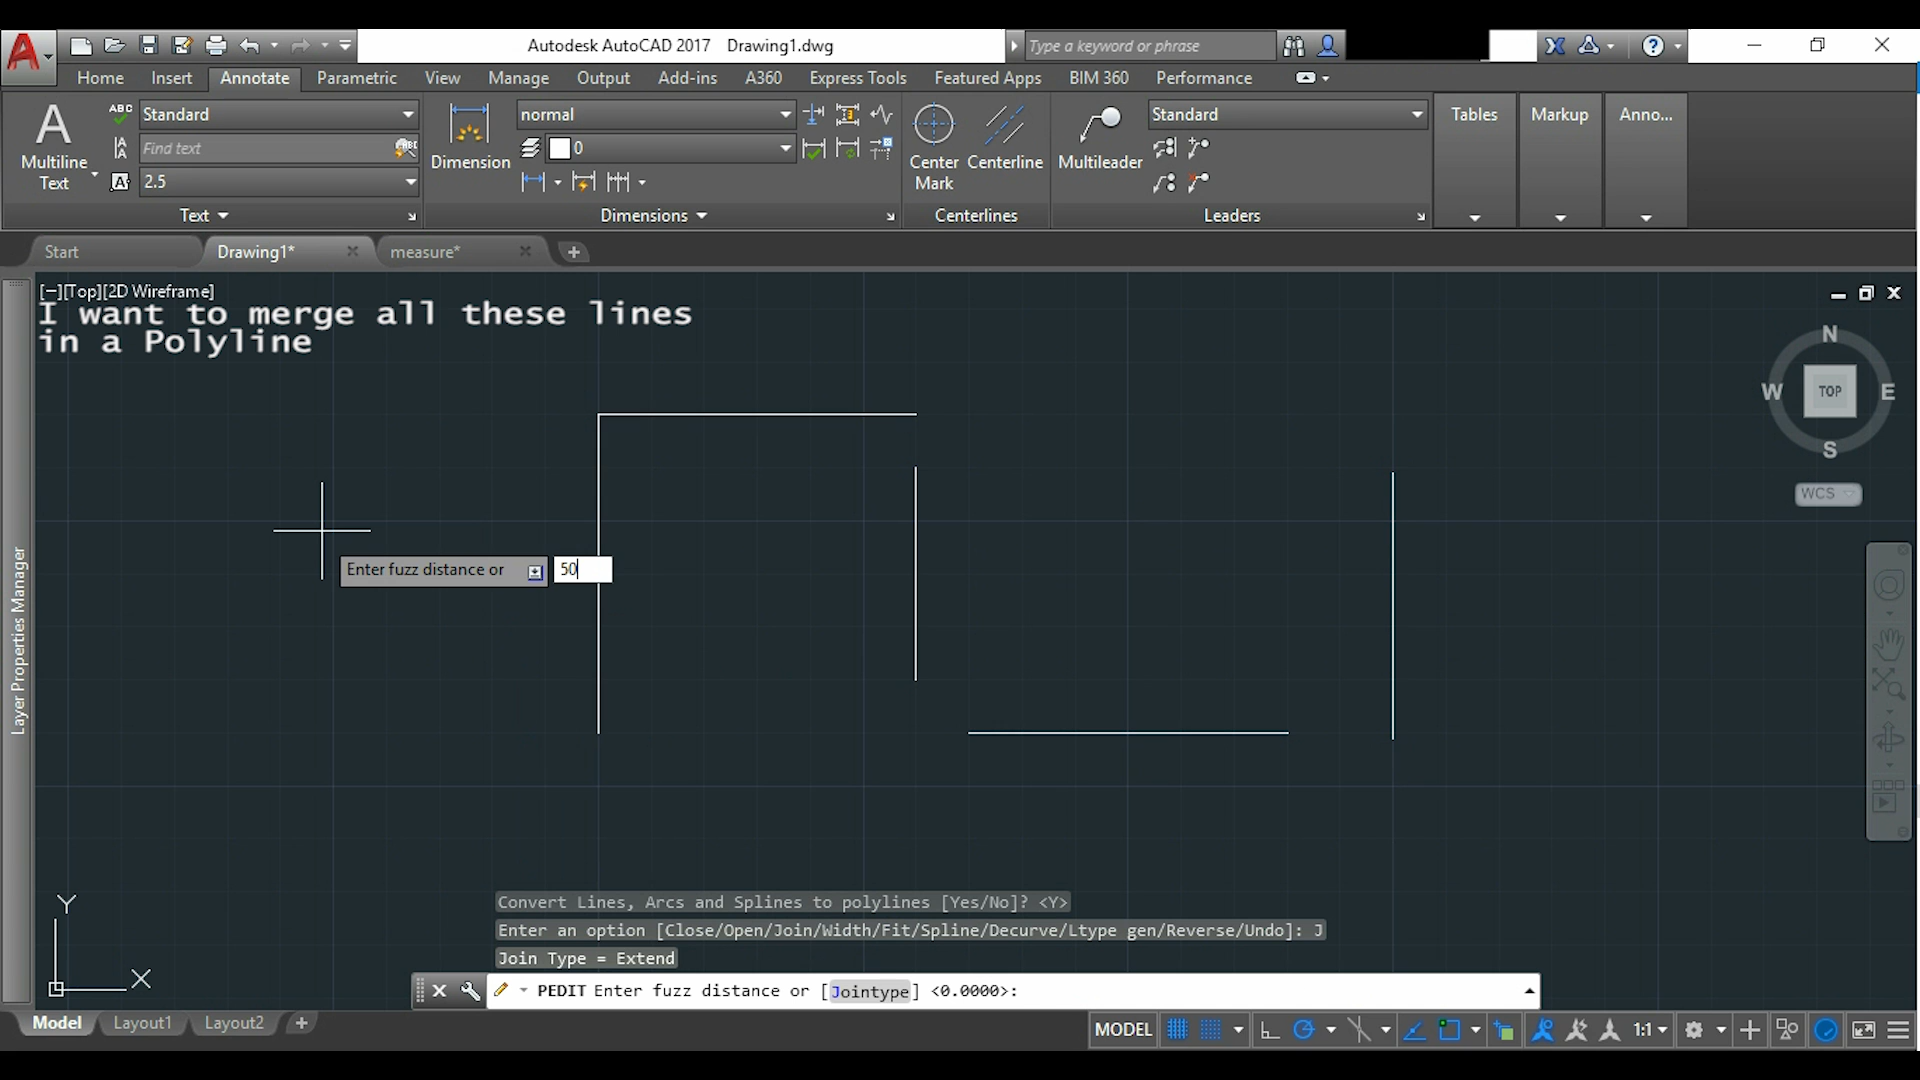 Autodesk AutoCAD 2017 Drawing1.dwg
Type a keyword or phrase
Home Insert Annotate Parametric View Manage Output Add-ins A360 Express Tools Featured Apps BIM 360 Performance
A
Multiline
Text
ABC
Standard
Find text
2.5
Text
Dimension
normal
0
Dimensions
Center
Mark
Centerline
Centerlines
Multileader
Standard
Leaders
Tables
Markup
Anno...
Start
Drawing1*
measure*
[−][Top][2D Wireframe]
I want to merge all these lines
in a Polyline
N
W TOP E
S
WCS
Enter fuzz distance or 50
Layer Properties Manager
Y
X
Convert Lines, Arcs and Splines to polylines [Yes/No]? <Y>
Enter an option [Close/Open/Join/Width/Fit/Spline/Decurve/Ltype gen/Reverse/Undo]: J
Join Type = Extend
PEDIT Enter fuzz distance or [Jointype] <0.0000>:
Model Layout1 Layout2
MODEL
1:1